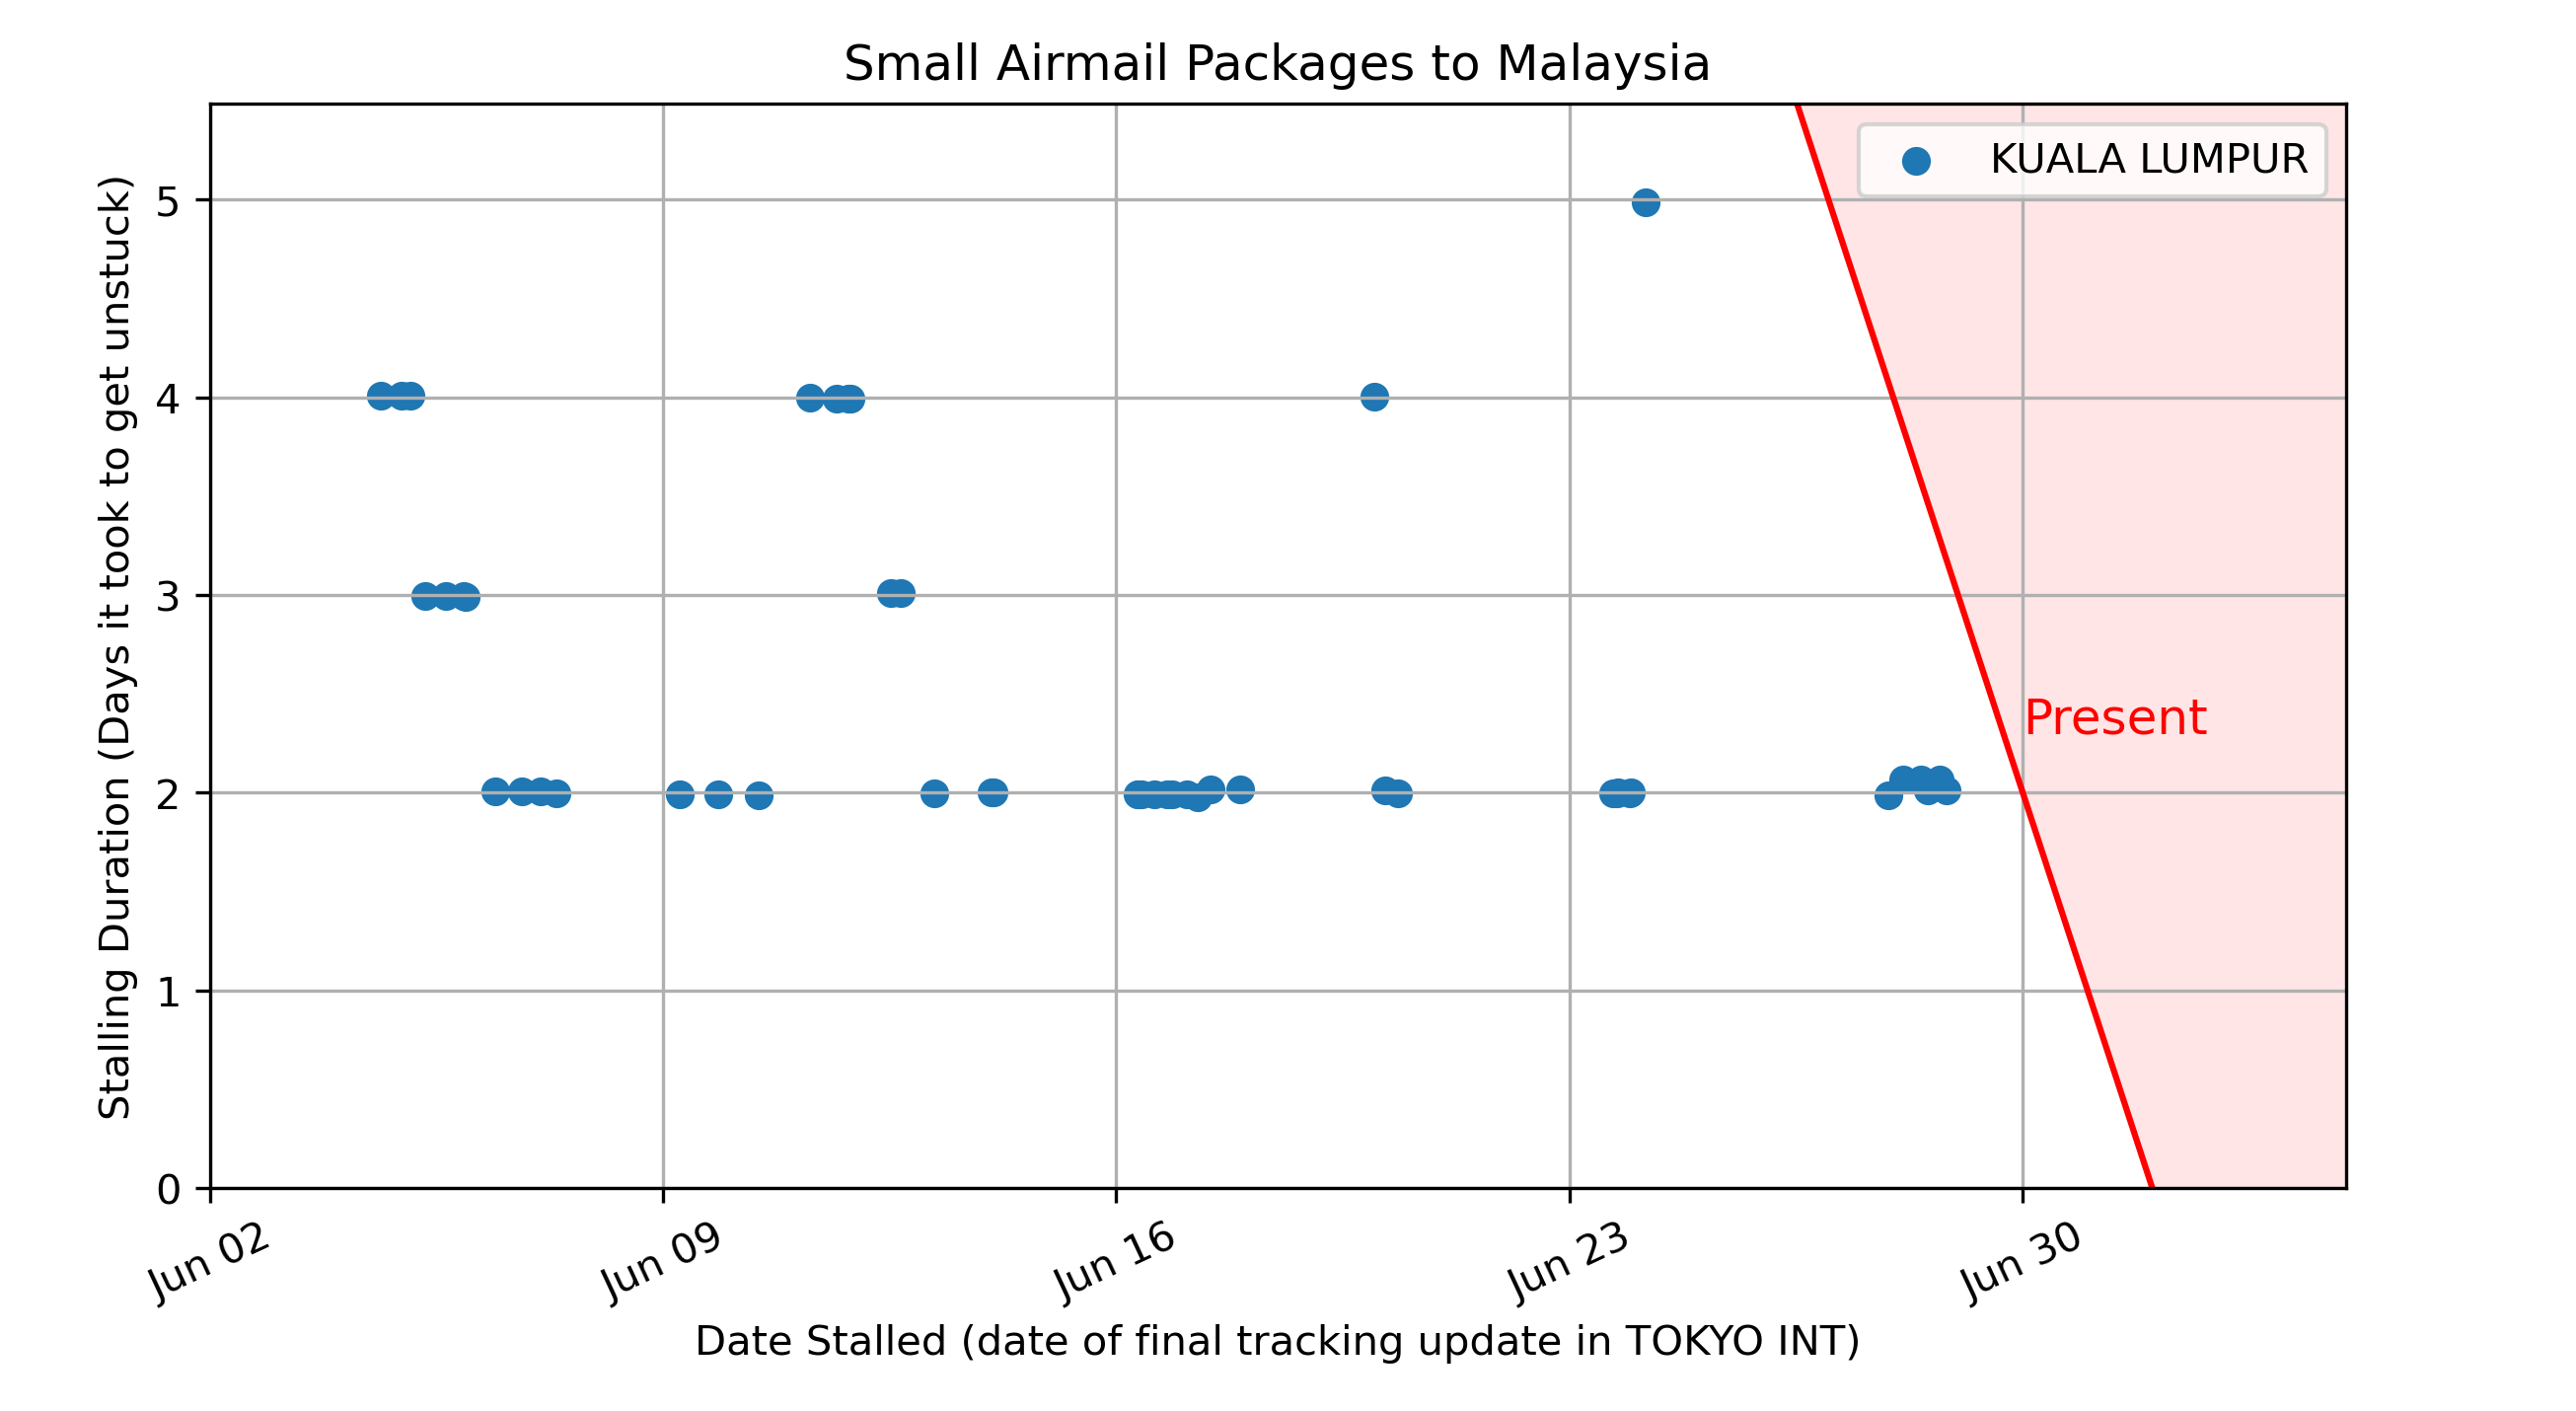 Small Airmail Packages to Malaysia
KUALA LUMPUR
Stalling Duration (Days it took to get unstuck)
5
4
3
2
1
0
Present
Jun 02
Jun 09
Jun 16
Jun 23
Jun 30
Date Stalled (date of final tracking update in TOKYO INT)